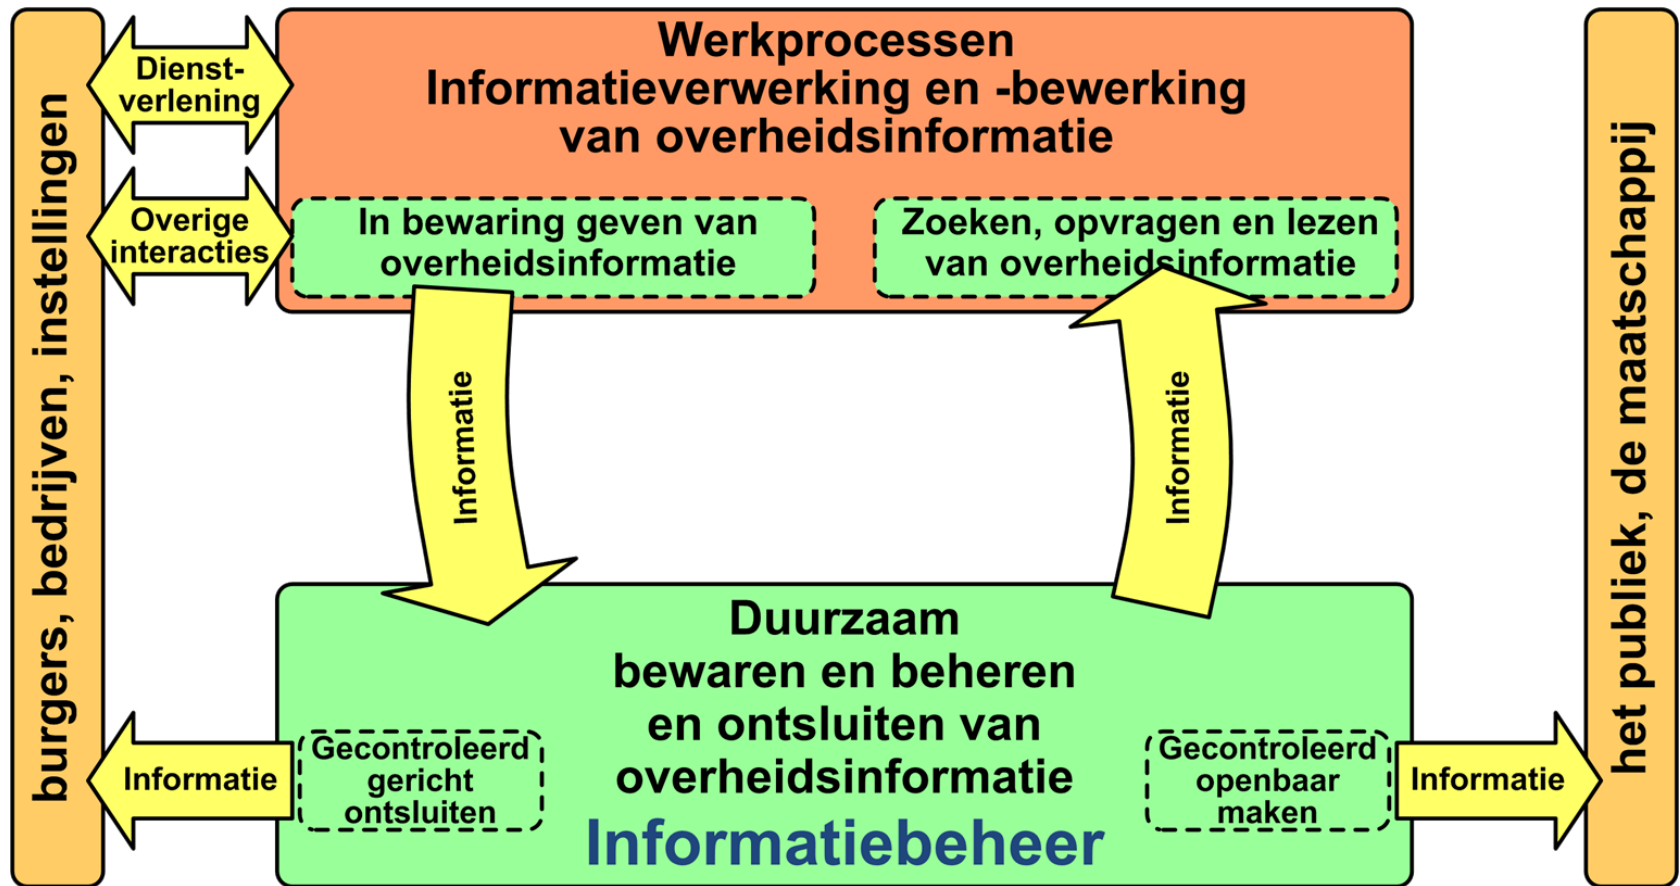 burgers, bedrijven, instellingen
Dienst-
verlening
Overige
interacties
Werkprocessen
Informatieverwerking en -bewerking
van overheidsinformatie
In bewaring geven van
overheidsinformatie
Zoeken, opvragen en lezen
van overheidsinformatie
Informatie
Informatie
Duurzaam
bewaren en beheren
en ontsluiten van
overheidsinformatie
Informatiebeheer
Informatie
Gecontroleerd
gericht
ontsluiten
Gecontroleerd
openbaar
maken
Informatie
het publiek, de maatschappij